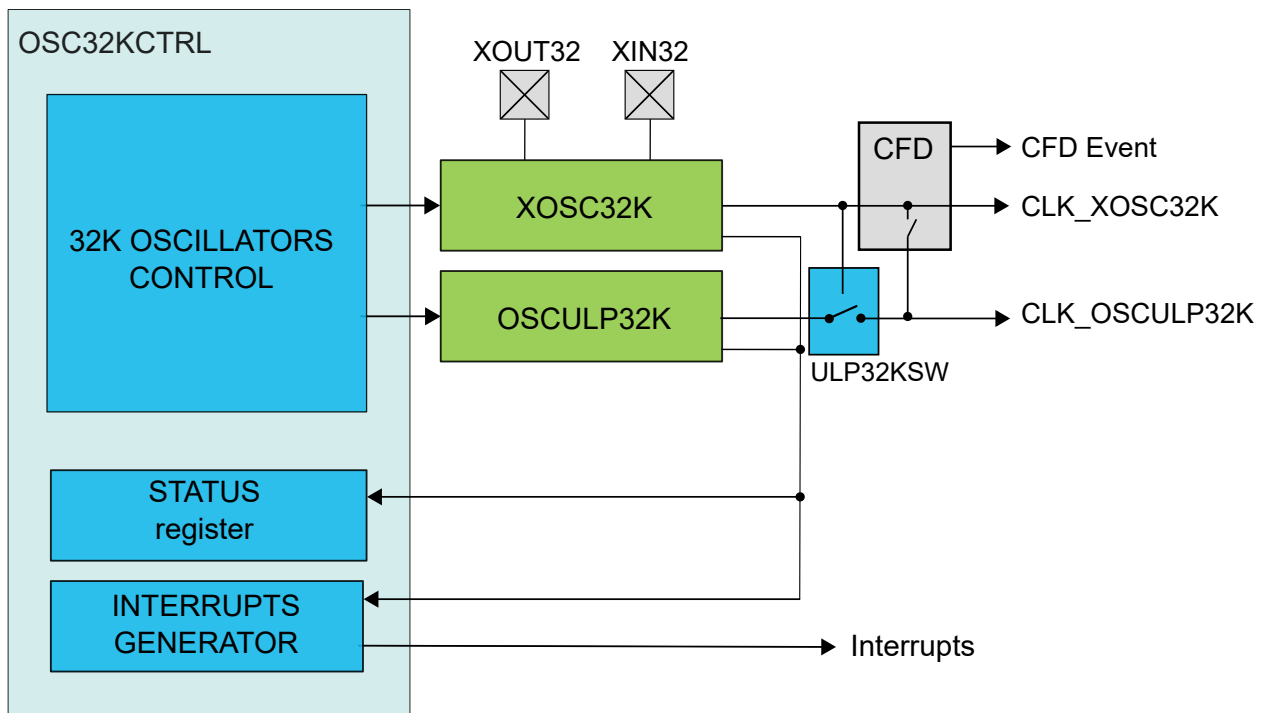 OSC32KCTRL
XOUT32
XIN32
32K OSCILLATORS
CONTROL
XOSC32K
OSCULP32K
CFD
CFD Event
CLK_XOSC32K
CLK_OSCULP32K
ULP32KSW
STATUS
register
INTERRUPTS
GENERATOR
Interrupts